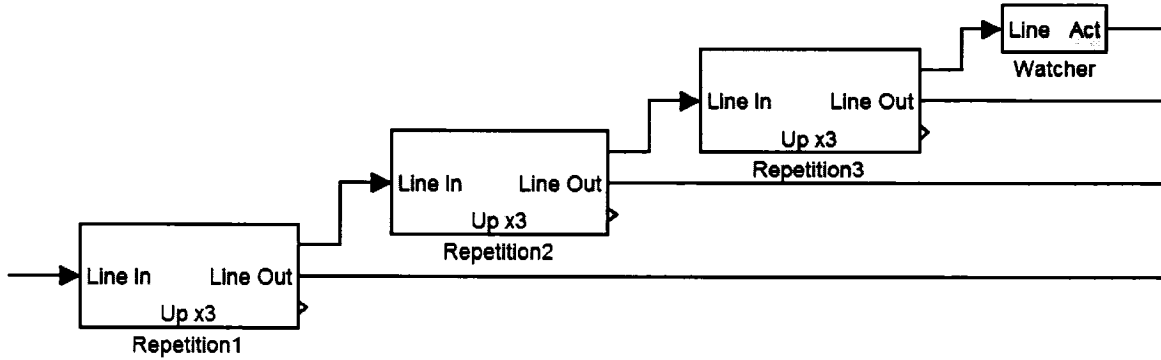 Line Act
Watcher
Line In Line Out
Up x3
Repetition3
Line In Line Out
Up x3
Repetition2
Line In Line Out
Up x3
Repetition1